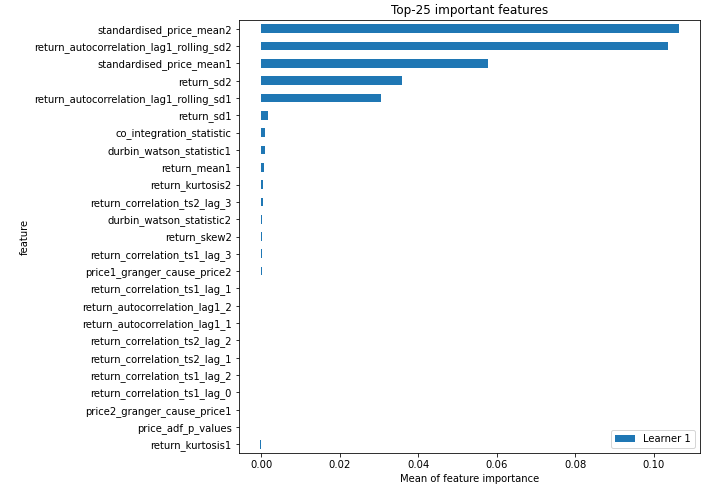 Top-25 important features
standardised_price_mean2
return_autocorrelation_lag1_rolling_sd2
standardised_price_mean1
return_sd2
return_autocorrelation_lag1_rolling_sd1
return_sd1
co_integration_statistic
durbin_watson_statistic1
return_mean1
return_kurtosis2
return_correlation_ts2_lag_3
durbin_watson_statistic2
return_skew2
return_correlation_ts1_lag_3
price1_granger_cause_price2
return_correlation_ts1_lag_1
return_autocorrelation_lag1_2
return_autocorrelation_lag1_1
return_correlation_ts2_lag_2
return_correlation_ts2_lag_1
return_correlation_ts1_lag_2
return_correlation_ts1_lag_0
price2_granger_cause_price1
price_adf_p_values
return_kurtosis1
feature
Learner 1
0.00 0.02 0.04 0.06 0.08 0.10
Mean of feature importance